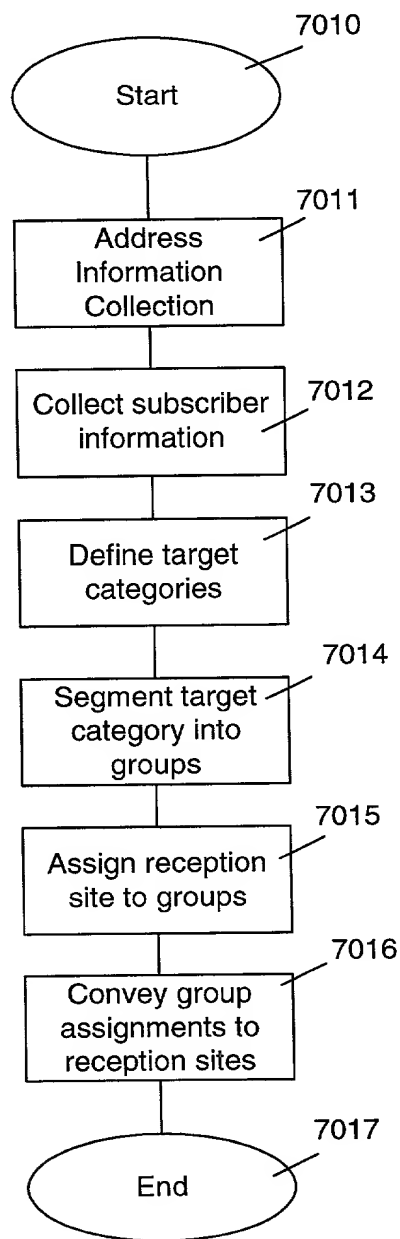 7010
Start
7011
Address
Information
Collection
7012
Collect subscriber
information
7013
Define target
categories
7014
Segment target
category into
groups
7015
Assign reception
site to groups
7016
Convey group
assignments to
reception sites
7017
End